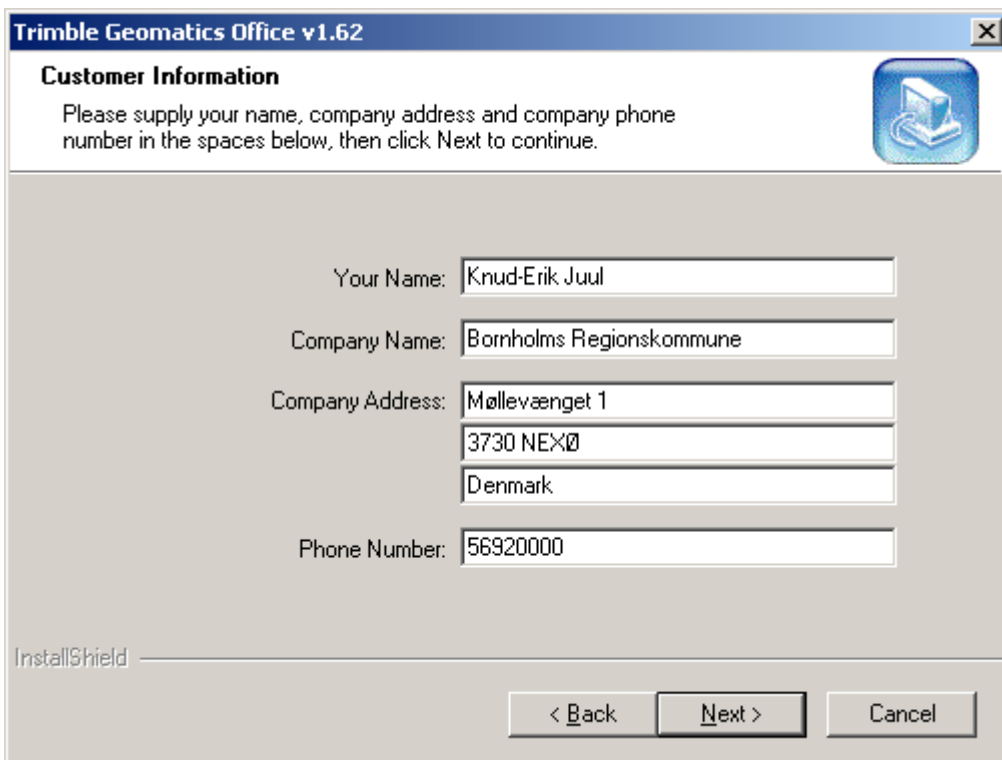 Trimble Geomatics Office v1.62
Customer Information
Please supply your name, company address and company phone
number in the spaces below, then click Next to continue.
Your Name: Knud-Erik Juul
Company Name: Bornholms Regionskommune
Company Address: Møllevænget 1
3730 NEXØ
Denmark
Phone Number: 56920000
InstallShield
< Back Next > Cancel